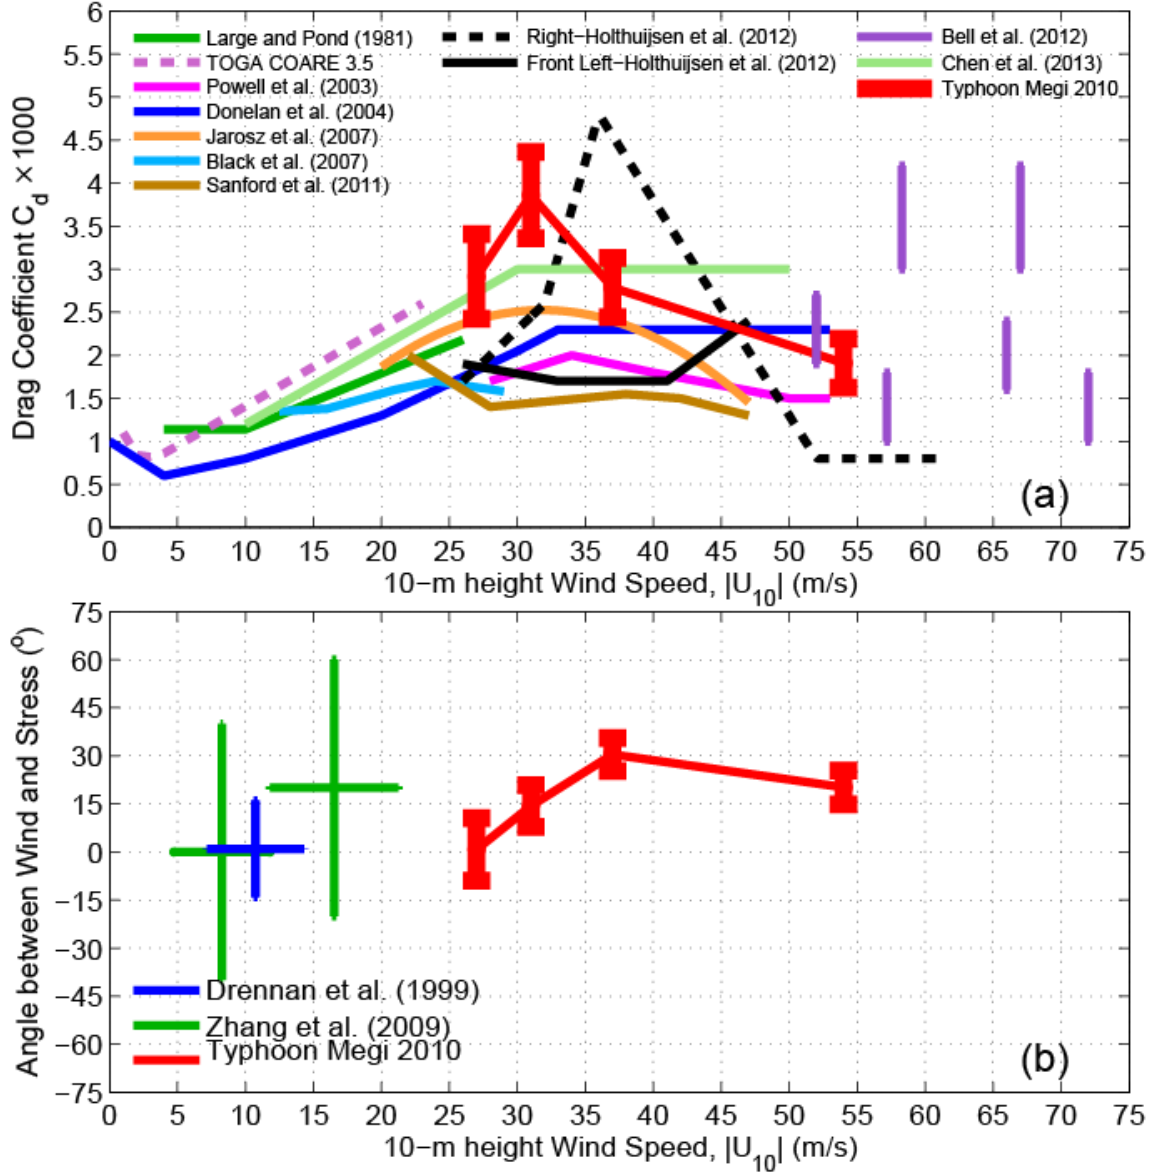 6
5.5
5
4.5
4
3.5
3
2.5
2
1.5
1
0.5
0
Drag Coefficient C_d × 1000
Large and Pond (1981)
TOGA COARE 3.5
Powell et al. (2003)
Donelan et al. (2004)
Jarosz et al. (2007)
Black et al. (2007)
Sanford et al. (2011)
Right−Holthuijsen et al. (2012)
Front Left−Holthuijsen et al. (2012)
Bell et al. (2012)
Chen et al. (2013)
Typhoon Megi 2010
(a)
0 5 10 15 20 25 30 35 40 45 50 55 60 65 70 75
10−m height Wind Speed, |U_10| (m/s)
75
60
45
30
15
0
−15
−30
−45
−60
−75
Angle between Wind and Stress (°)
Drennan et al. (1999)
Zhang et al. (2009)
Typhoon Megi 2010
(b)
0 5 10 15 20 25 30 35 40 45 50 55 60 65 70 75
10−m height Wind Speed, |U_10| (m/s)